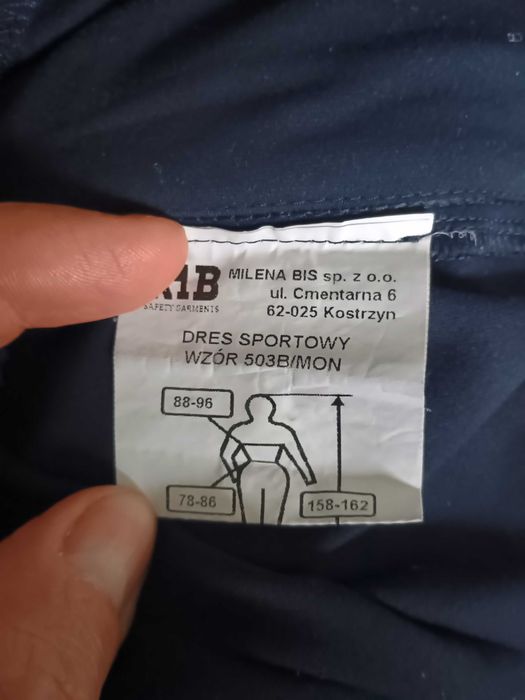 MILENA BIS sp. z o.o.
ul. Cmentarna 6
62-025 Kostrzyn
SAFETY GARMENTS
DRES SPORTOWY
WZÓR 503B/MON
88-96
78-86
158-162